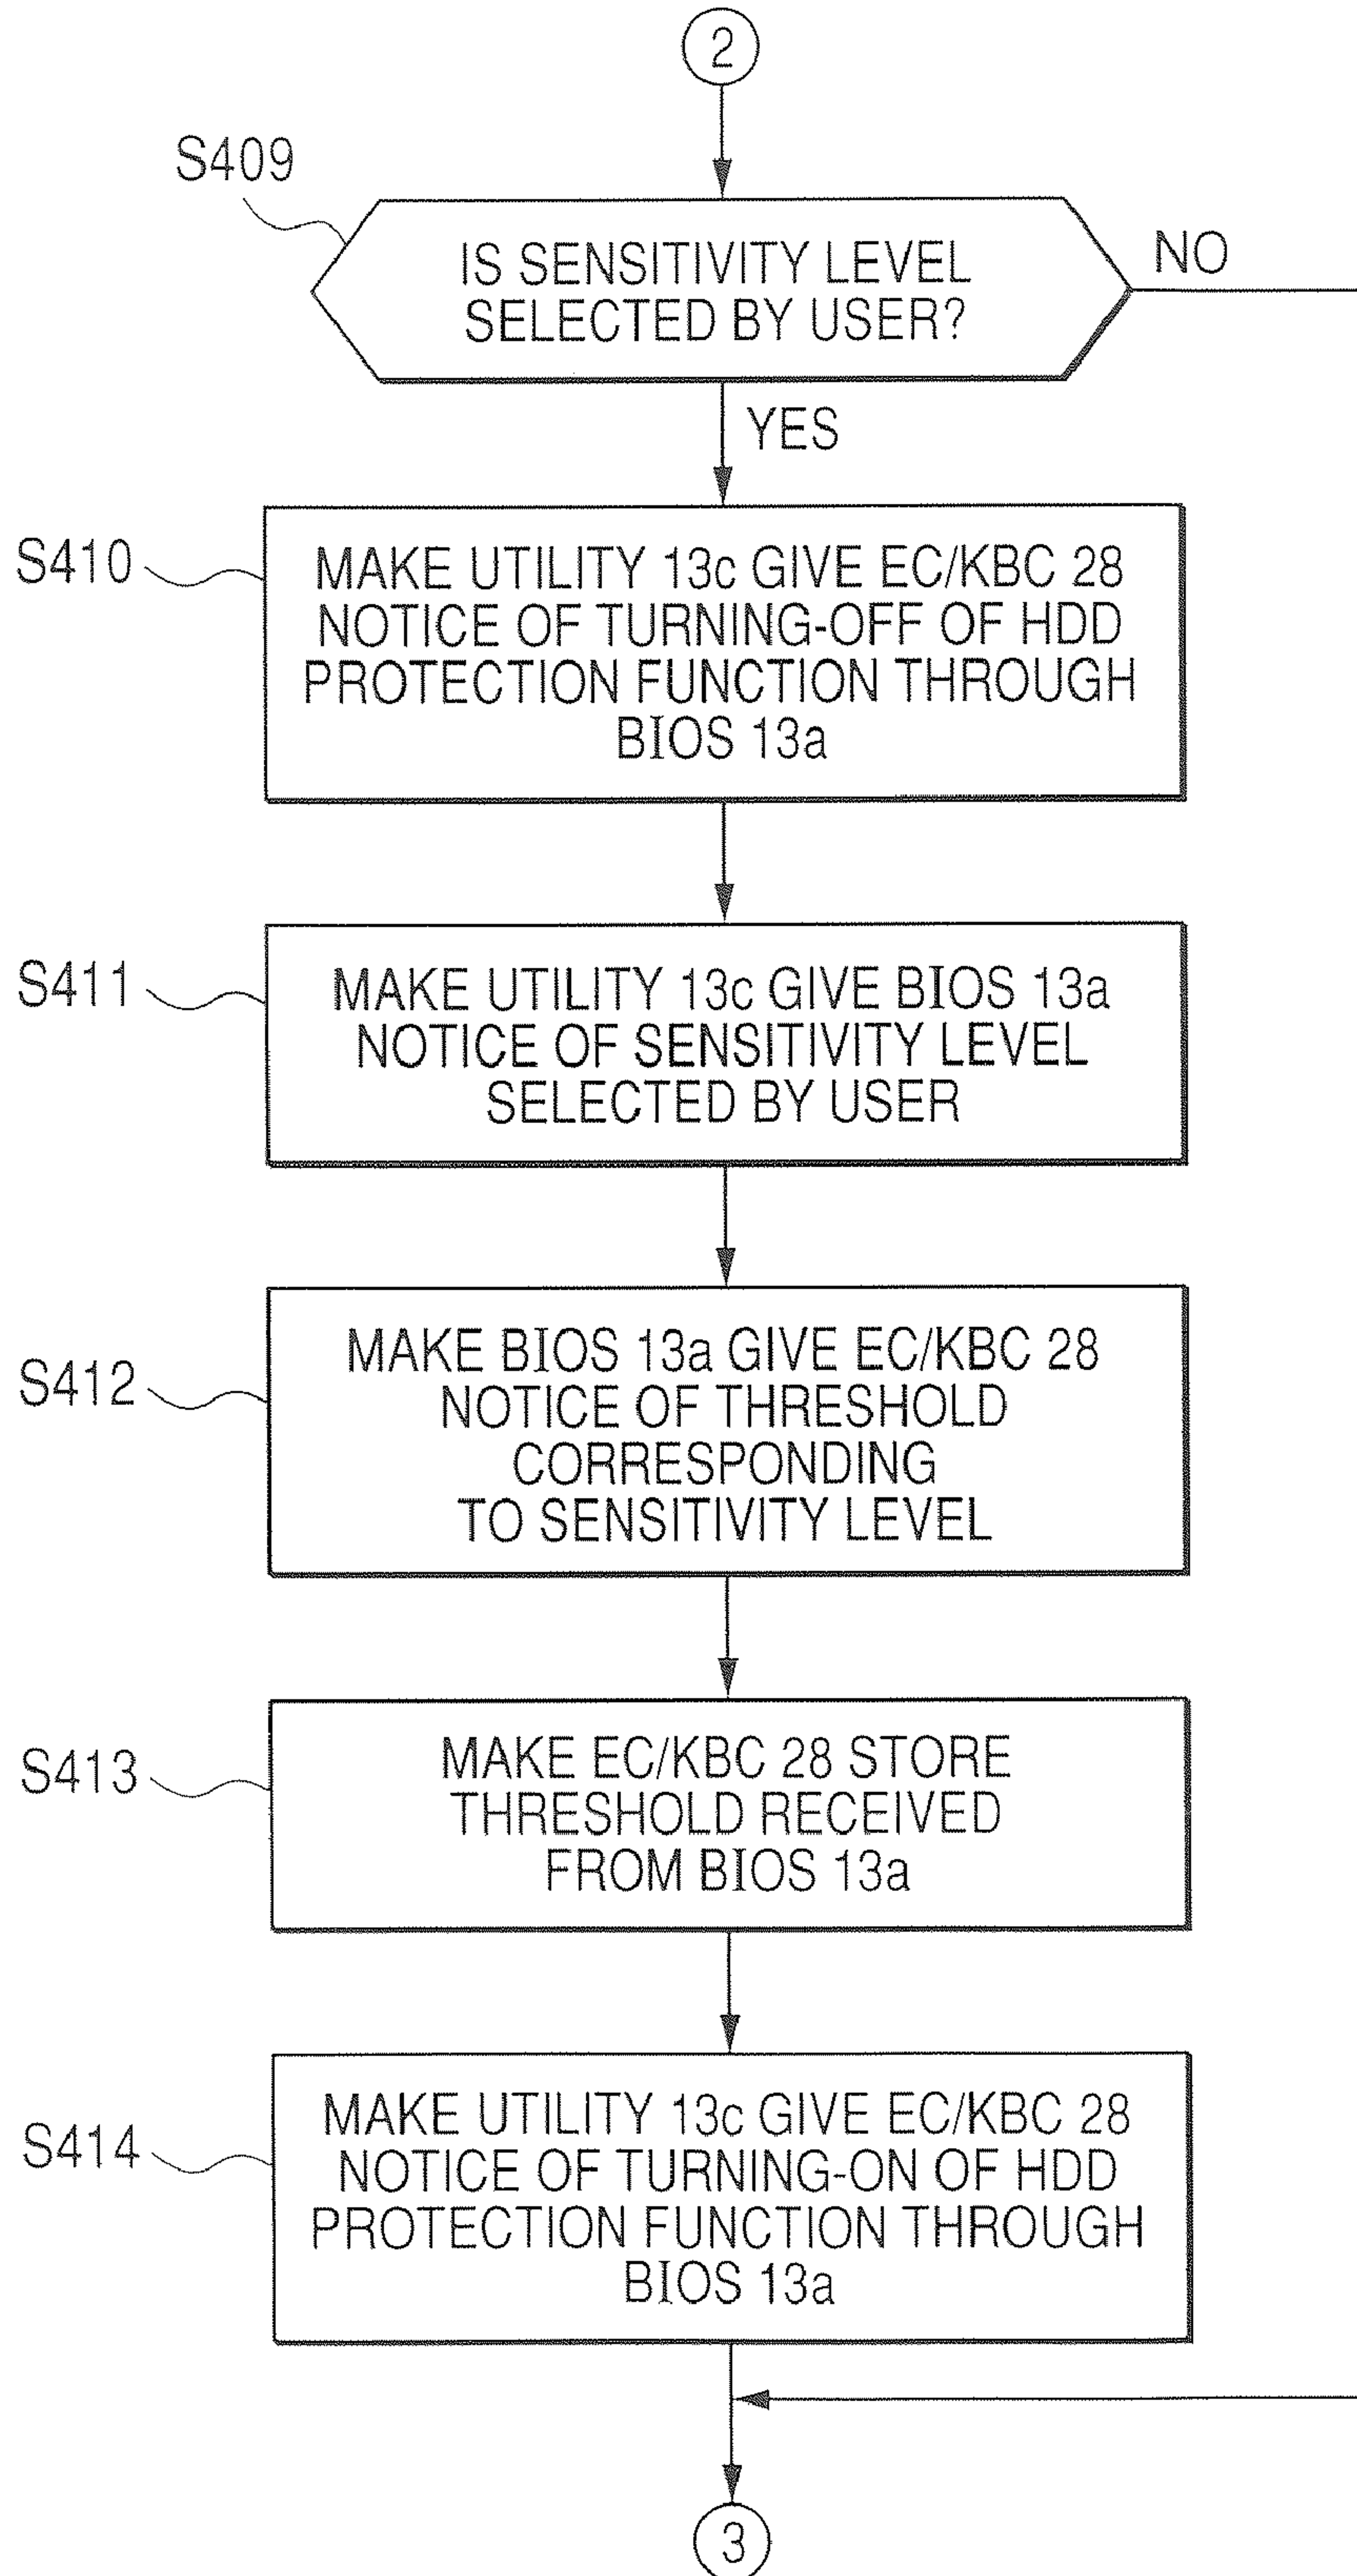 2
S409
IS SENSITIVITY LEVEL
SELECTED BY USER?
NO
YES
S410
MAKE UTILITY 13c GIVE EC/KBC 28
NOTICE OF TURNING-OFF OF HDD
PROTECTION FUNCTION THROUGH
BIOS 13a
S411
MAKE UTILITY 13c GIVE BIOS 13a
NOTICE OF SENSITIVITY LEVEL
SELECTED BY USER
S412
MAKE BIOS 13a GIVE EC/KBC 28
NOTICE OF THRESHOLD
CORRESPONDING
TO SENSITIVITY LEVEL
S413
MAKE EC/KBC 28 STORE
THRESHOLD RECEIVED
FROM BIOS 13a
S414
MAKE UTILITY 13c GIVE EC/KBC 28
NOTICE OF TURNING-ON OF HDD
PROTECTION FUNCTION THROUGH
BIOS 13a
3